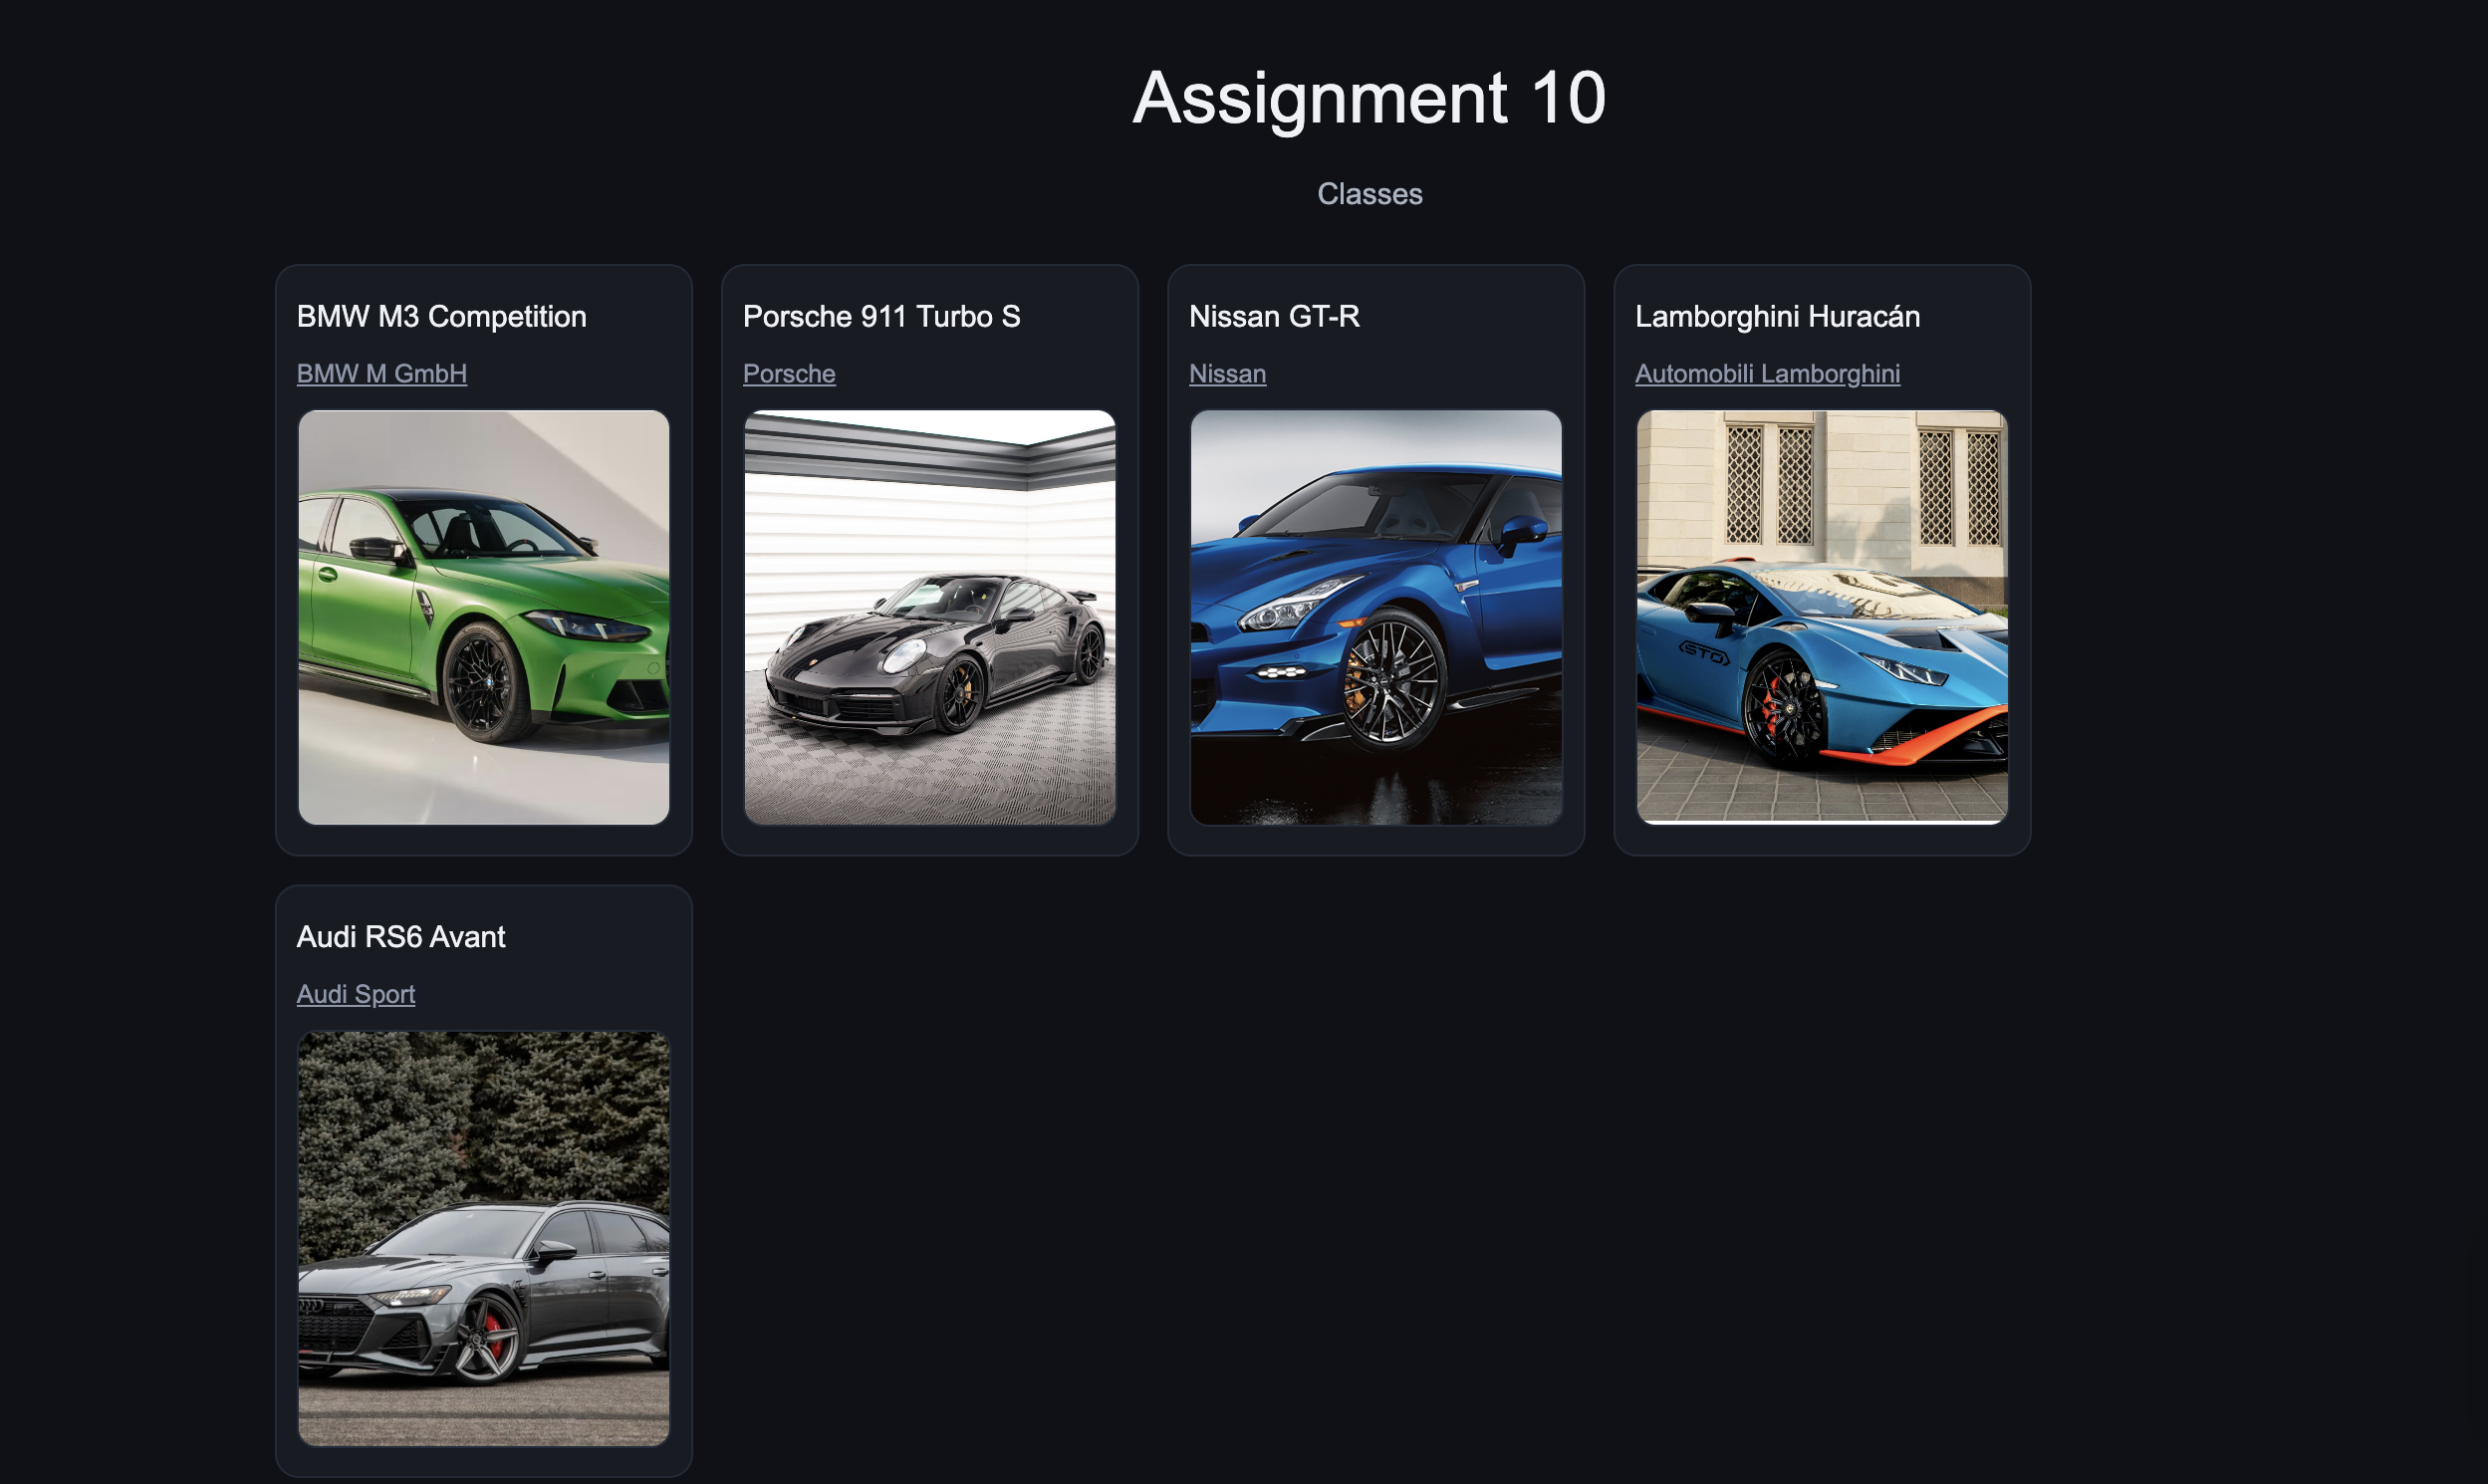 Assignment 10
Classes
BMW M3 Competition
BMW M GmbH
Porsche 911 Turbo S
Porsche
Nissan GT-R
Nissan
Lamborghini Huracán
Automobili Lamborghini
STO
Audi RS6 Avant
Audi Sport